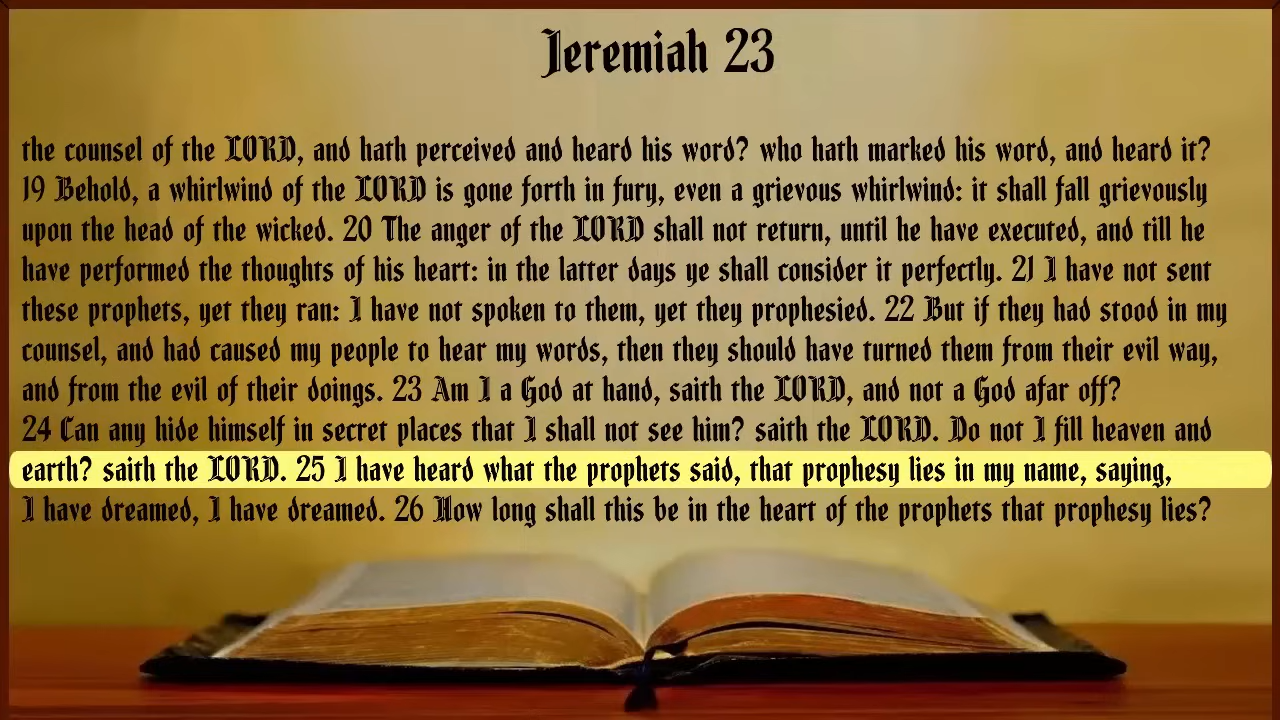 Jeremiah 23
the counsel of the LORD, and hath perceived and heard his word? who hath marked his word, and heard it?
19 Behold, a whirlwind of the LORD is gone forth in fury, even a grievous whirlwind: it shall fall grievously
upon the head of the wicked. 20 The anger of the LORD shall not return, until he have executed, and till he
have performed the thoughts of his heart: in the latter days ye shall consider it perfectly. 21 I have not sent
these prophets, yet they ran: I have not spoken to them, yet they prophesied. 22 But if they had stood in my
counsel, and had caused my people to hear my words, then they should have turned them from their evil way,
and from the evil of their doings. 23 Am I a God at hand, saith the LORD, and not a God afar off?
24 Can any hide himself in secret places that I shall not see him? saith the LORD. Do not I fill heaven and
earth? saith the LORD. 25 I have heard what the prophets said, that prophesy lies in my name, saying,
I have dreamed, I have dreamed. 26 How long shall this be in the heart of the prophets that prophesy lies?